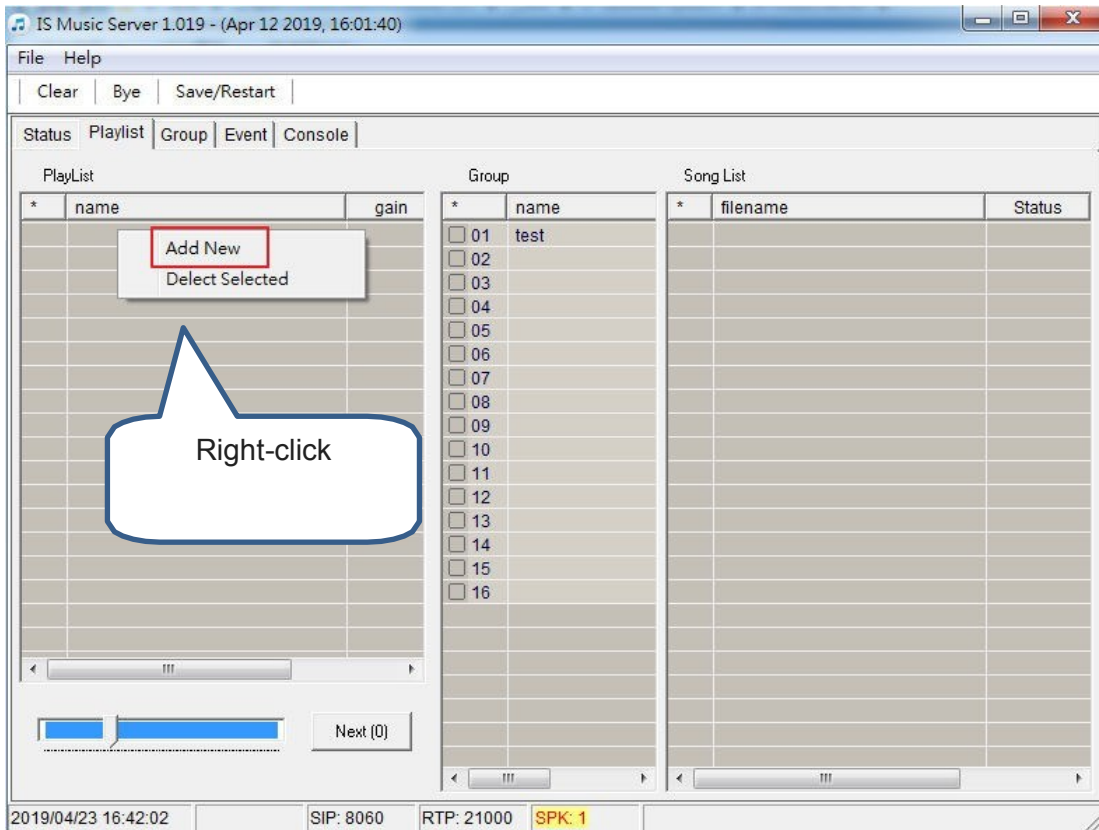 IS Music Server 1.019 - (Apr 12 2019, 16:01:40)
File Help
Clear Bye Save/Restart
Status Playlist Group Event Console
PlayList Group Song List
* name gain * name * filename Status
Add New
Delect Selected
01 test
02
03
04
05
06
07
08
09
10
11
12
13
14
15
16
Right-click
Next (0)
2019/04/23 16:42:02 SIP: 8060 RTP: 21000 SPK: 1